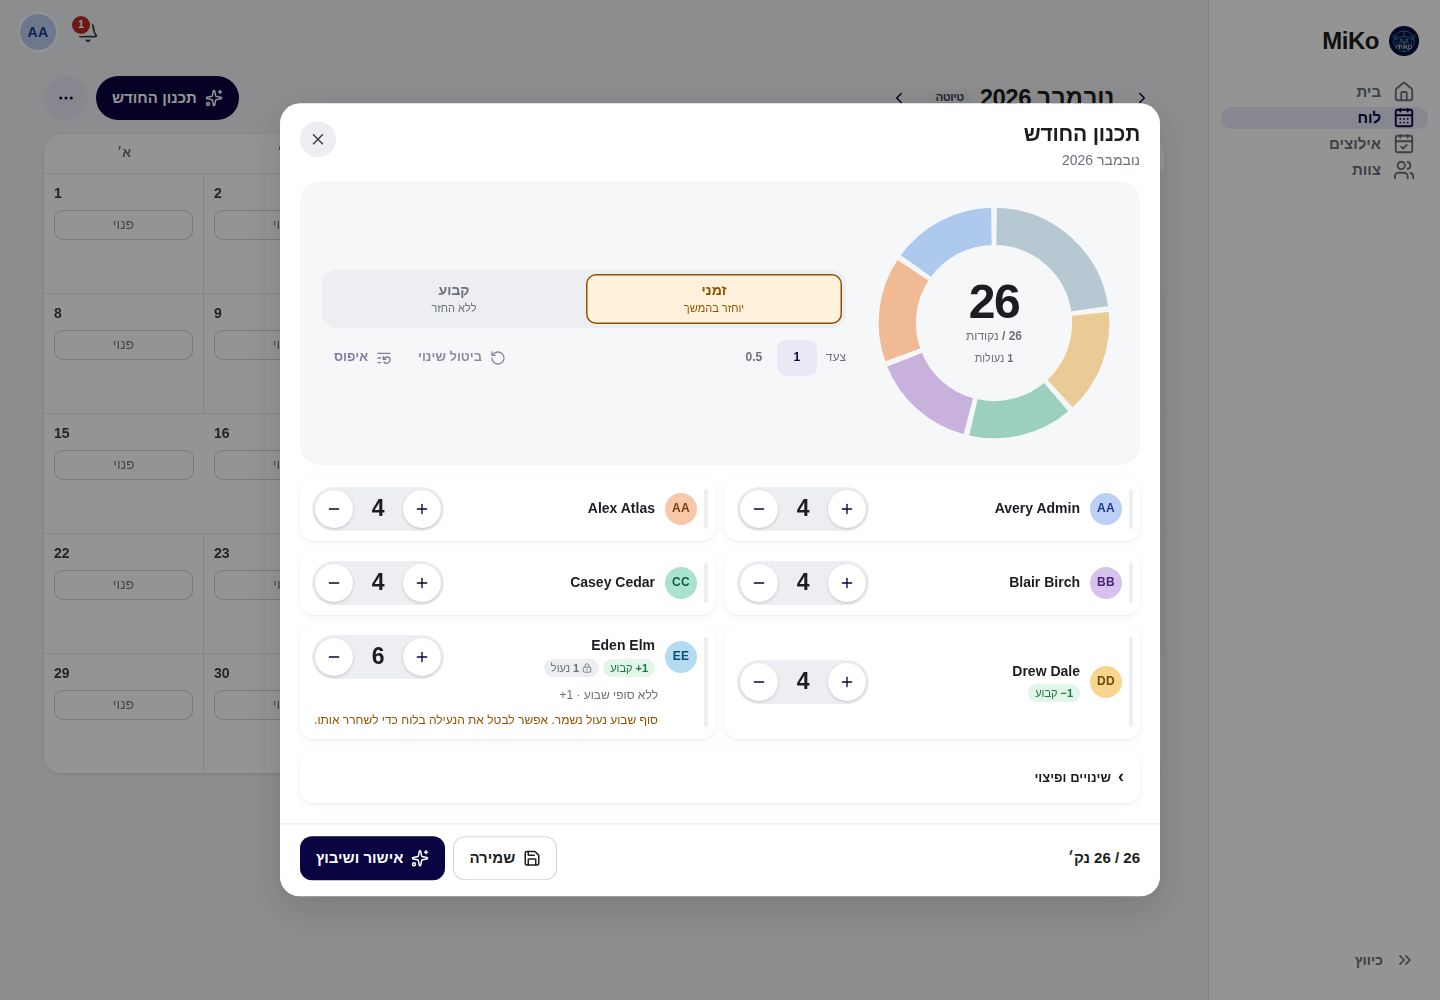 MiKo
בית
לוח
אילוצים
צוות
כיווץ
1
AA
נובמבר 2026
טיוטה
תכנון החודש
א׳
1
2
פנוי
8
9
פנוי
15
16
פנוי
22
23
פנוי
29
30
פנוי
תכנון החודש
נובמבר 2026
26
26 / נקודות
1 נעולות
זמני
יוחזר בהמשך
קבוע
ללא החזר
צעד
1
0.5
ביטול שינוי
איפוס
AA
Avery Admin
+
4
−
AA
Alex Atlas
+
4
−
BB
Blair Birch
+
4
−
CC
Casey Cedar
+
4
−
DD
Drew Dale
−1 קבוע
+
4
−
EE
Eden Elm
+1 קבוע
1 נעול
+
6
−
ללא סופי שבוע · 1+
סוף שבוע נעול נשמר. אפשר לבטל את הנעילה בלוח כדי לשחרר אותו.
שינויים ופיצוי
26 / 26 נק׳
שמירה
אישור ושיבוץ